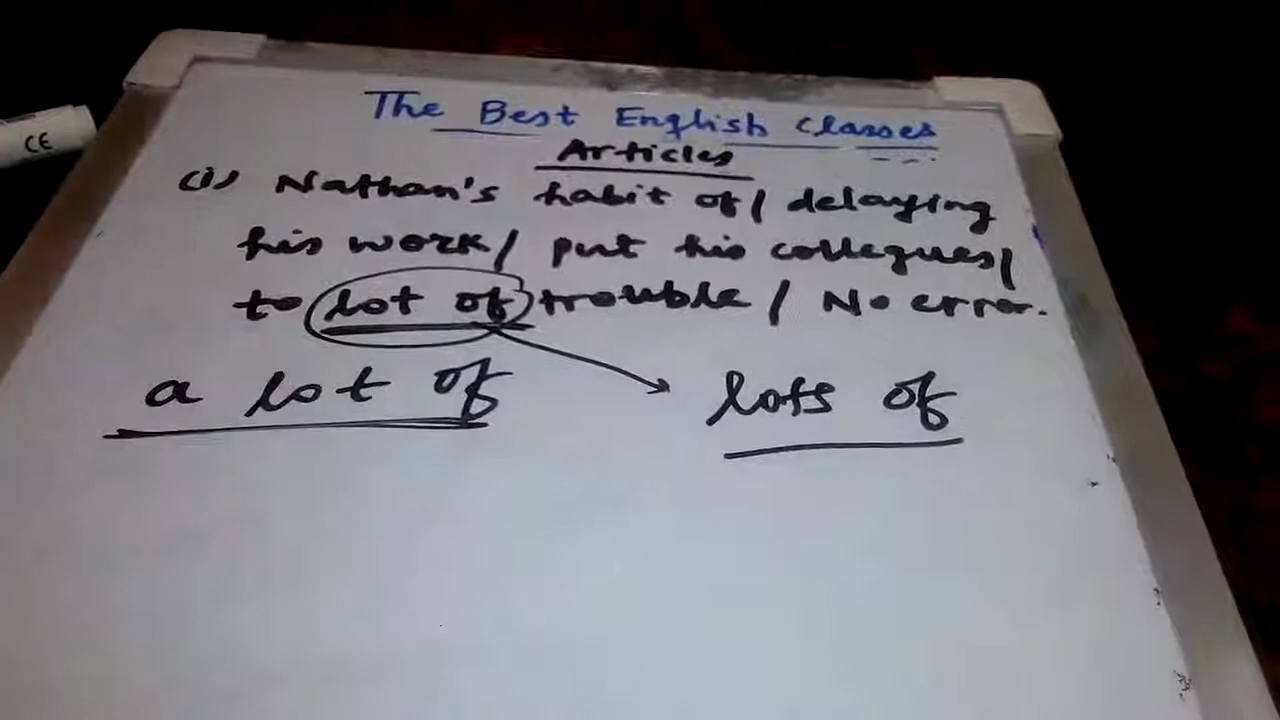 The Best English Classes
Articles
(i) Nathan's habit of/ delaying
his work/ put his collegues/
to lot of trouble / No error.
a lot of lots of
CE